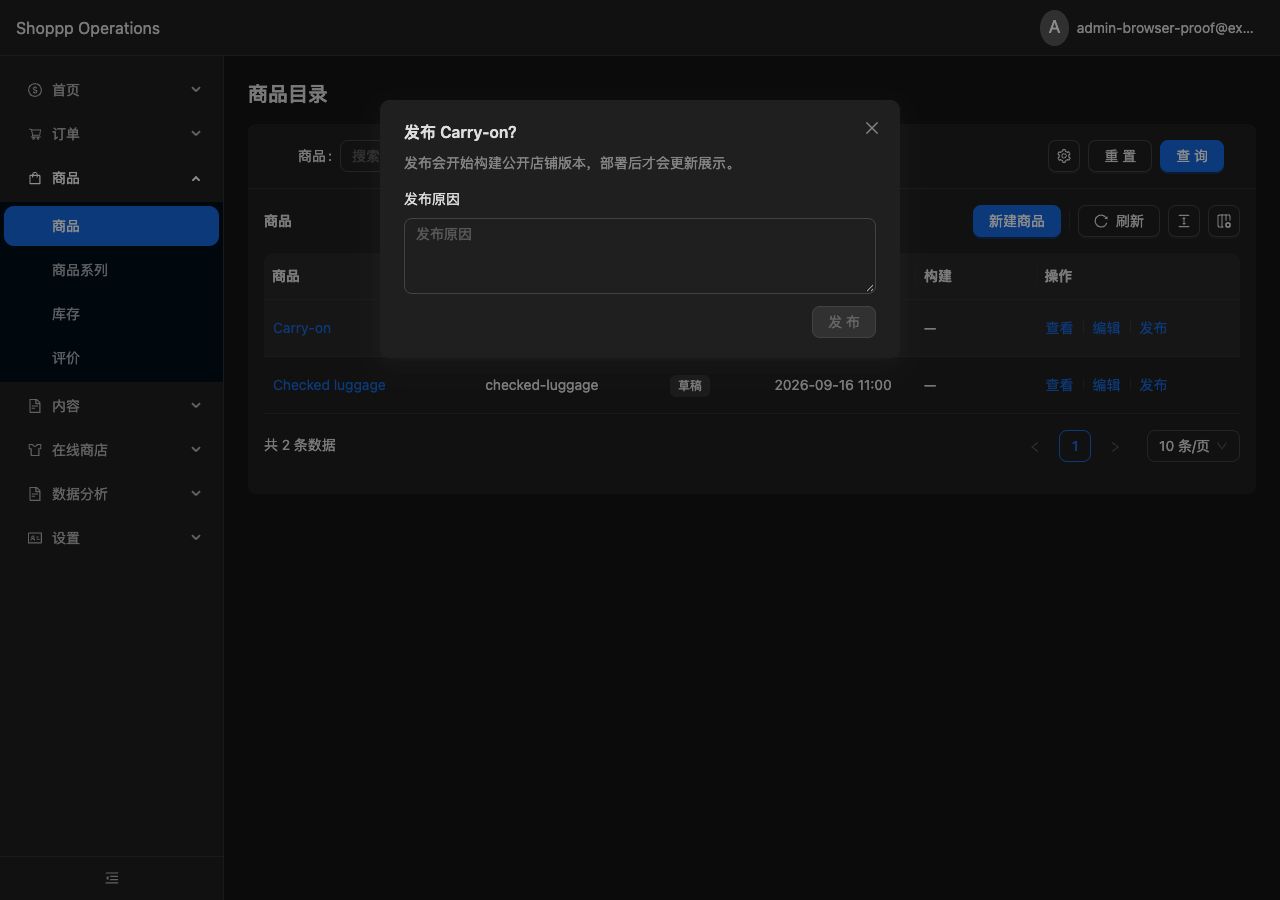 Shoppp Operations
A
admin-browser-proof@ex...
首页
订单
商品
商品
商品系列
库存
评价
内容
在线商店
数据分析
设置
商品目录
商品：
搜索
重 置
查 询
商品
新建商品
刷新
商品
构建
操作
Carry-on
—
查看
编辑
发布
Checked luggage
checked-luggage
草稿
2026-09-16 11:00
—
查看
编辑
发布
共 2 条数据
1
10 条/页
发布 Carry-on?
发布会开始构建公开店铺版本，部署后才会更新展示。
发布原因
发布原因
发 布